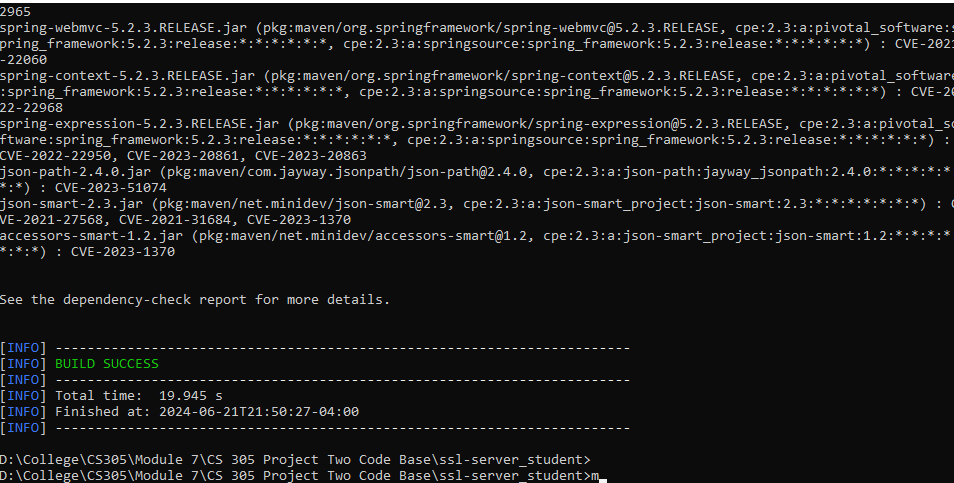 2965
spring-webmvc-5.2.3.RELEASE.jar (pkg:maven/org.springframework/spring-webmvc@5.2.3.RELEASE, cpe:2.3:a:pivotal_software:s
pring_framework:5.2.3:release:*:*:*:*:*:*, cpe:2.3:a:springsource:spring_framework:5.2.3:release:*:*:*:*:*:*) : CVE-2021
-22060
spring-context-5.2.3.RELEASE.jar (pkg:maven/org.springframework/spring-context@5.2.3.RELEASE, cpe:2.3:a:pivotal_software
:spring_framework:5.2.3:release:*:*:*:*:*:*, cpe:2.3:a:springsource:spring_framework:5.2.3:release:*:*:*:*:*:*) : CVE-20
22-22968
spring-expression-5.2.3.RELEASE.jar (pkg:maven/org.springframework/spring-expression@5.2.3.RELEASE, cpe:2.3:a:pivotal_so
ftware:spring_framework:5.2.3:release:*:*:*:*:*:*, cpe:2.3:a:springsource:spring_framework:5.2.3:release:*:*:*:*:*:*) :
CVE-2022-22950, CVE-2023-20861, CVE-2023-20863
json-path-2.4.0.jar (pkg:maven/com.jayway.jsonpath/json-path@2.4.0, cpe:2.3:a:json-path:jayway_jsonpath:2.4.0:*:*:*:*:*
*:*) : CVE-2023-51074
json-smart-2.3.jar (pkg:maven/net.minidev/json-smart@2.3, cpe:2.3:a:json-smart_project:json-smart:2.3:*:*:*:*:*:*:*) : C
VE-2021-27568, CVE-2021-31684, CVE-2023-1370
accessors-smart-1.2.jar (pkg:maven/net.minidev/accessors-smart@1.2, cpe:2.3:a:json-smart_project:json-smart:1.2:*:*:*:*
*:*:*) : CVE-2023-1370
See the dependency-check report for more details.
[INFO] ------------------------------------------------------------------------
[INFO] BUILD SUCCESS
[INFO] ------------------------------------------------------------------------
[INFO] Total time:  19.945 s
[INFO] Finished at: 2024-06-21T21:50:27-04:00
[INFO] ------------------------------------------------------------------------
D:\College\CS305\Module 7\CS 305 Project Two Code Base\ssl-server_student>
D:\College\CS305\Module 7\CS 305 Project Two Code Base\ssl-server_student>m_